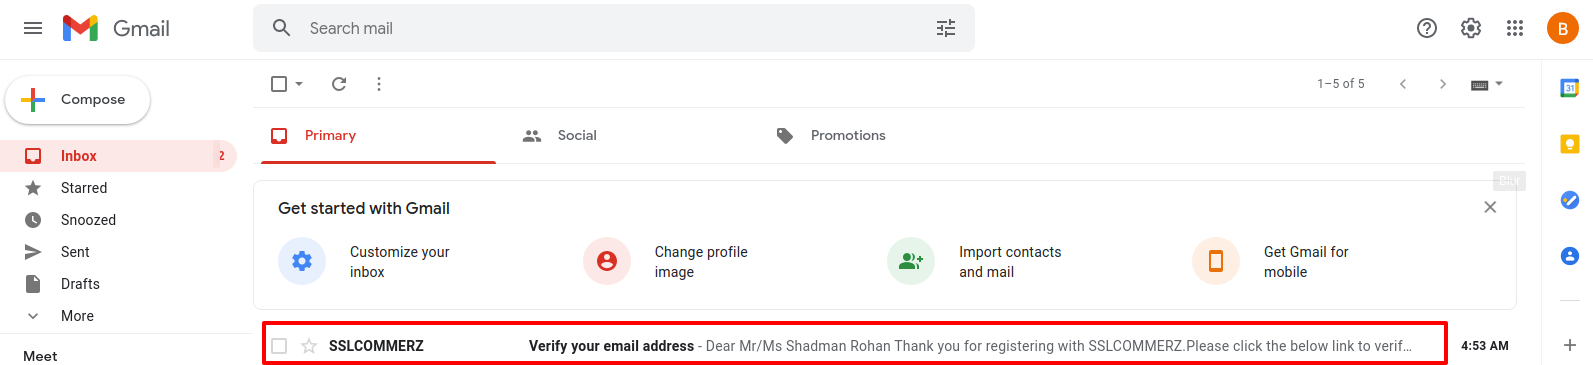 Gmail
Search mail
B
Compose
1–5 of 5
31
Primary
Social
Promotions
Inbox
2
Starred
Snoozed
Sent
Drafts
More
Meet
Blur
Get started with Gmail
Customize your
inbox
Change profile
image
Import contacts
and mail
Get Gmail for
mobile
SSLCOMMERZ Verify your email address - Dear Mr/Ms Shadman Rohan Thank you for registering with SSLCOMMERZ.Please click the below link to verif… 4:53 AM